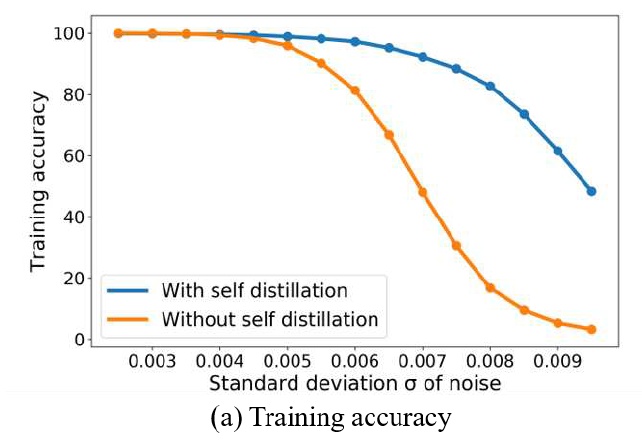 100
80
60
40
20
0
Training accuracy
With self distillation
Without self distillation
0.003 0.004 0.005 0.006 0.007 0.008 0.009
Standard deviation σ of noise
(a) Training accuracy